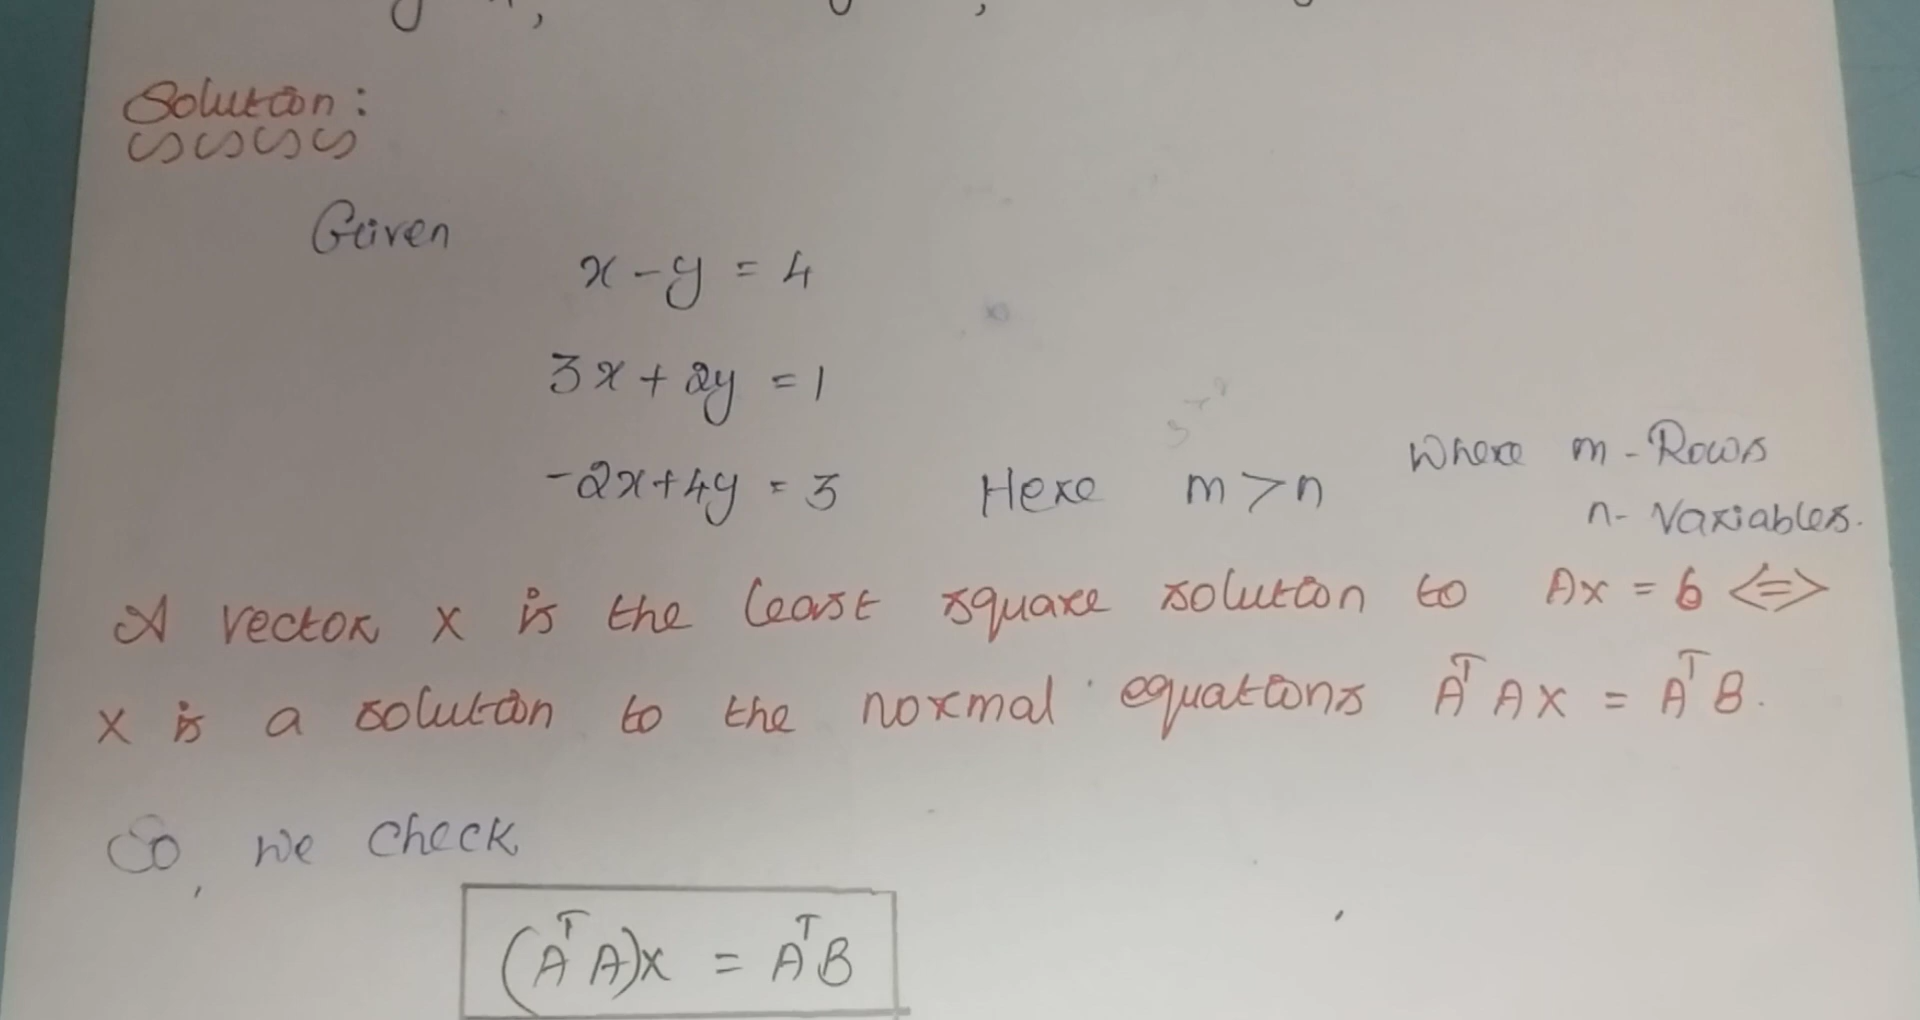 Solution:
Given
x - y = 4
3x + 2y = 1
-2x + 4y = 3 Here m > n where m - Rows
n - Variables.
A vector x is the least square solution to Ax = b <=>
x is a solution to the normal equations AᵀAx = AᵀB.
So, we check
(AᵀA)x = AᵀB